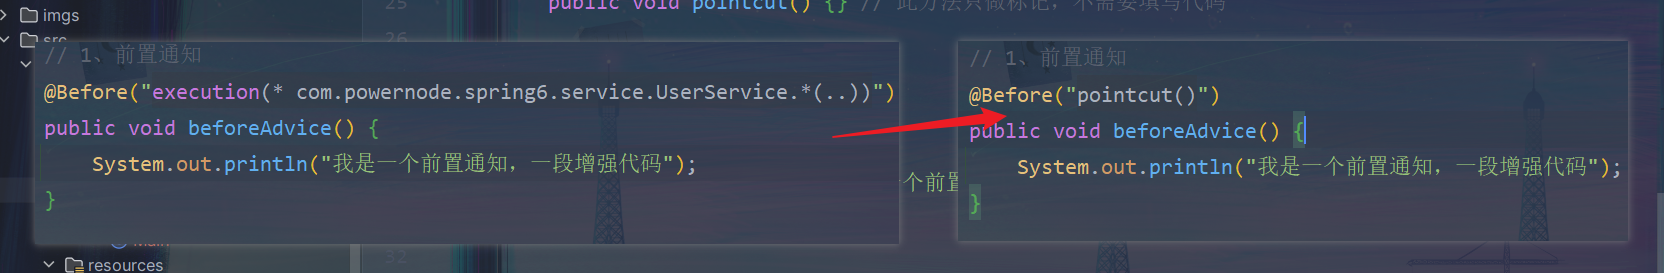 imgs
src
25
public void pointcut() {} // 此方法只做标记，不需要填写代码
26
// 1、前置通知
@Before("execution(* com.powernode.spring6.service.UserService.*(..))")
public void beforeAdvice() {
System.out.println("我是一个前置通知，一段增强代码");
}
// 1、前置通知
@Before("pointcut()")
public void beforeAdvice() {
System.out.println("我是一个前置通知，一段增强代码");
}
个前置
Main
32
resources